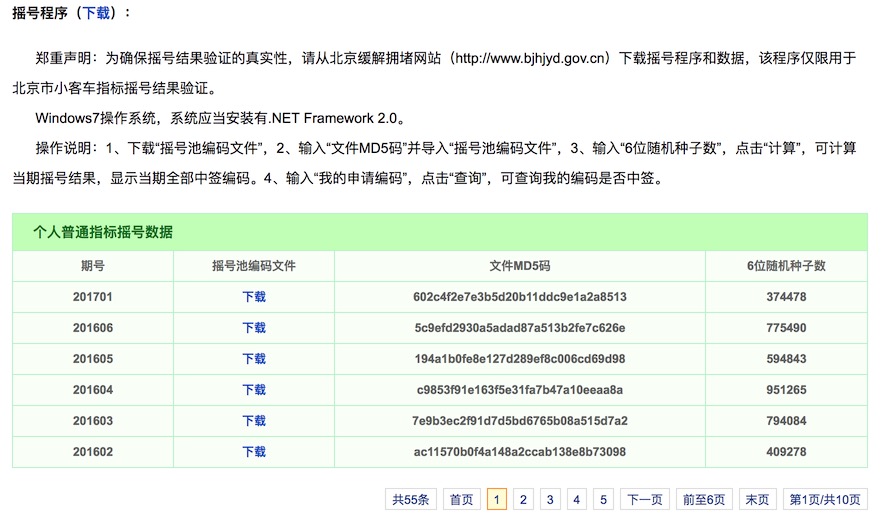 摇号程序（下载）：
郑重声明：为确保摇号结果验证的真实性，请从北京缓解拥堵网站（http://www.bjhjyd.gov.cn）下载摇号程序和数据，该程序仅限用于
北京市小客车指标摇号结果验证。
Windows7操作系统，系统应当安装有.NET Framework 2.0。
操作说明：1、下载“摇号池编码文件”，2、输入“文件MD5码”并导入“摇号池编码文件”，3、输入“6位随机种子数”，点击“计算”，可计算
当期摇号结果，显示当期全部中签编码。4、输入“我的申请编码”，点击“查询”，可查询我的编码是否中签。
个人普通指标摇号数据
期号 摇号池编码文件 文件MD5码 6位随机种子数
201701 下载 602c4f2e7e3b5d20b11ddc9e1a2a8513 374478
201606 下载 5c9efd2930a5adad87a513b2fe7c626e 775490
201605 下载 194a1b0fe8e127d289ef8c006cd69d98 594843
201604 下载 c9853f91e163f5e31fa7b47a10eeaa8a 951265
201603 下载 7e9b3ec2f91d7d5bd6765b08a515d7a2 794084
201602 下载 ac11570b0f4a148a2ccab138e8b73098 409278
共55条 首页 1 2 3 4 5 下一页 前至6页 末页 第1页/共10页